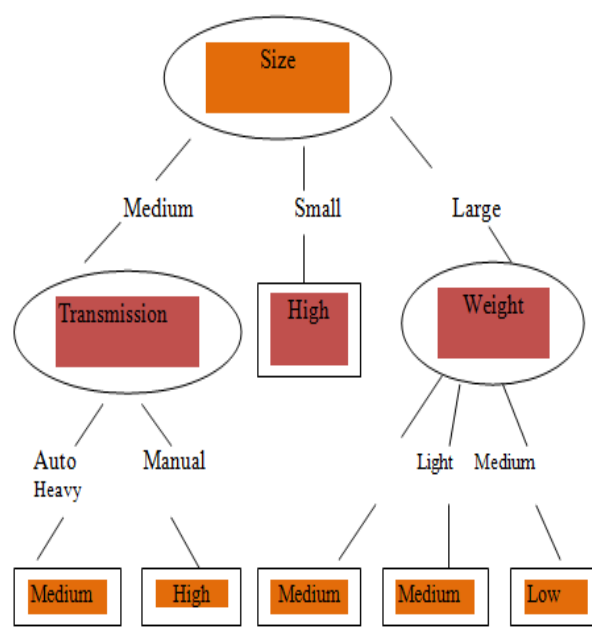 Size
Medium
Small
Large
Transmission
High
Weight
Auto
Heavy
Manual
Light
Medium
Medium
High
Medium
Medium
Low